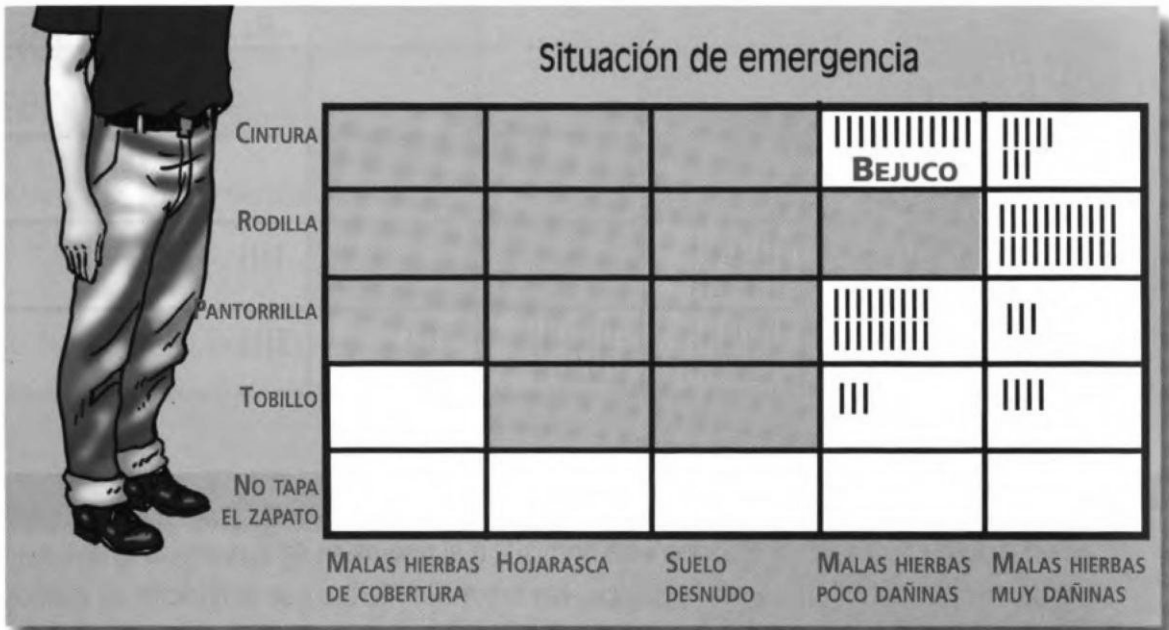 Situación de emergencia
CINTURA
BEJUCO
RODILLA
PANTORRILLA
TOBILLO
NO TAPA
EL ZAPATO
MALAS HIERBAS
DE COBERTURA
HOJARASCA
SUELO
DESNUDO
MALAS HIERBAS
POCO DAÑINAS
MALAS HIERBAS
MUY DAÑINAS